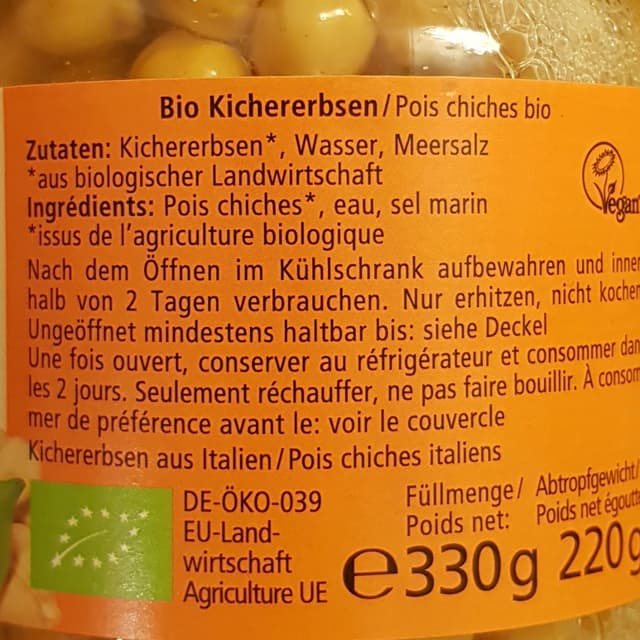 Bio Kichererbsen/Pois chiches bio
Zutaten: Kichererbsen*, Wasser, Meersalz
*aus biologischer Landwirtschaft
Ingrédients: Pois chiches*, eau, sel marin
*issus de l'agriculture biologique
Vegan
Nach dem Öffnen im Kühlschrank aufbewahren und inner
halb von 2 Tagen verbrauchen. Nur erhitzen, nicht kochen
Ungeöffnet mindestens haltbar bis: siehe Deckel
Une fois ouvert, conserver au réfrigérateur et consommer dan
les 2 jours. Seulement réchauffer, ne pas faire bouillir. À consom
mer de préférence avant le: voir le couvercle
Kichererbsen aus Italien/Pois chiches italiens
DE-ÖKO-039
EU-Land-
wirtschaft
Agriculture UE
Füllmenge/
Poids net:
℮330g
Abtropfgewicht/
Poids net égoutté
220g